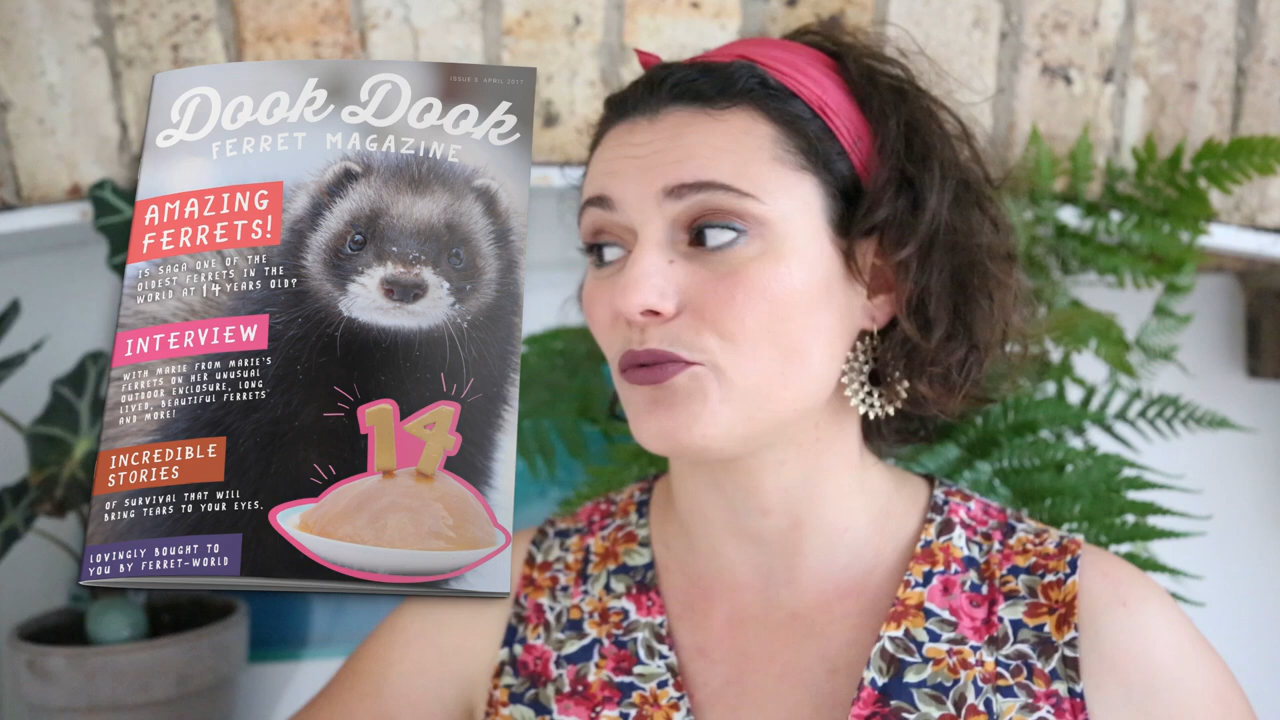 ISSUE 5 APRIL 2017
Dook Dook
FERRET MAGAZINE
AMAZING
FERRETS!
IS SAGA ONE OF THE
OLDEST FERRETS IN THE
WORLD AT 14 YEARS OLD?
INTERVIEW
WITH MARIE FROM MARIE'S
FERRETS ON HER UNUSUAL
OUTDOOR ENCLOSURE, LONG
LIVED, BEAUTIFUL FERRETS
AND MORE!
14
INCREDIBLE
STORIES
OF SURVIVAL THAT WILL
BRING TEARS TO YOUR EYES.
LOVINGLY BOUGHT TO
YOU BY FERRET-WORLD